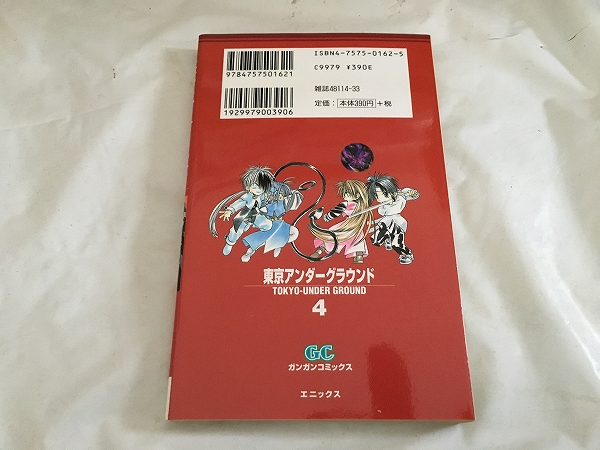 ISBN4-7575-0162-5
C9979 ¥390E
9784757501621
雑誌48114-33
定価：本体390円+税
1929979003906
東京アンダーグラウンド
TOKYO-UNDER GROUND
4
GC
ガンガンコミックス
エニックス